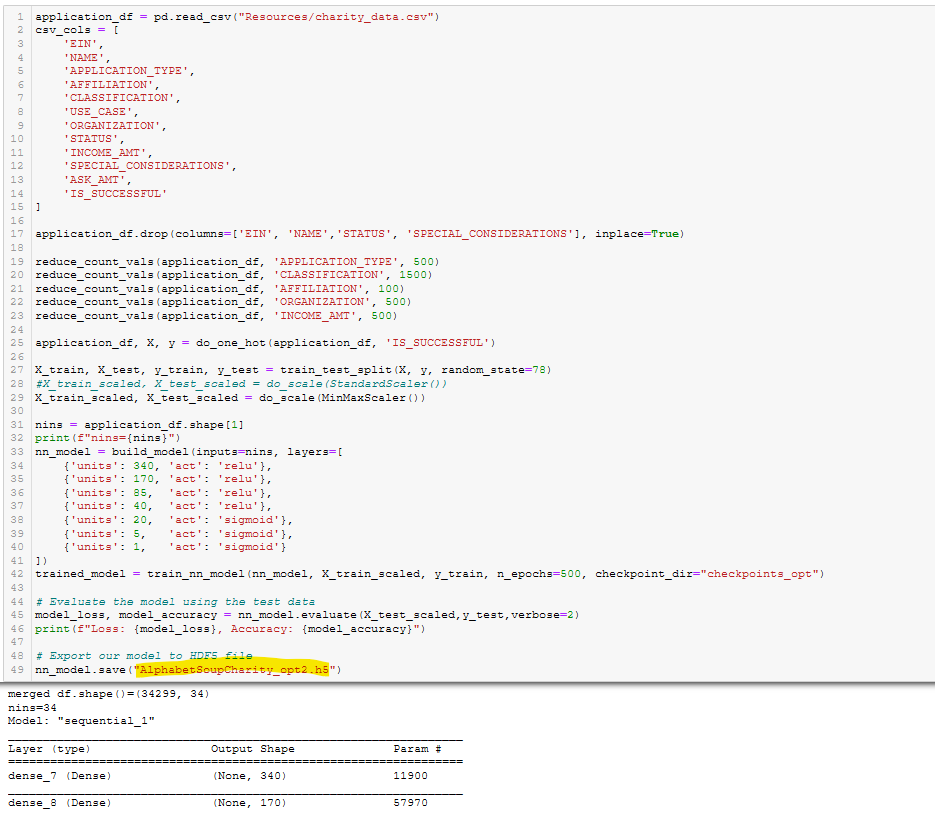 1 application_df = pd.read_csv("Resources/charity_data.csv")
2 csv_cols = [
3     'EIN',
4     'NAME',
5     'APPLICATION_TYPE',
6     'AFFILIATION',
7     'CLASSIFICATION',
8     'USE_CASE',
9     'ORGANIZATION',
10     'STATUS',
11     'INCOME_AMT',
12     'SPECIAL_CONSIDERATIONS',
13     'ASK_AMT',
14     'IS_SUCCESSFUL'
15 ]
16
17 application_df.drop(columns=['EIN', 'NAME','STATUS', 'SPECIAL_CONSIDERATIONS'], inplace=True)
18
19 reduce_count_vals(application_df, 'APPLICATION_TYPE', 500)
20 reduce_count_vals(application_df, 'CLASSIFICATION', 1500)
21 reduce_count_vals(application_df, 'AFFILIATION', 100)
22 reduce_count_vals(application_df, 'ORGANIZATION', 500)
23 reduce_count_vals(application_df, 'INCOME_AMT', 500)
24
25 application_df, X, y = do_one_hot(application_df, 'IS_SUCCESSFUL')
26
27 X_train, X_test, y_train, y_test = train_test_split(X, y, random_state=78)
28 #X_train_scaled, X_test_scaled = do_scale(StandardScaler())
29 X_train_scaled, X_test_scaled = do_scale(MinMaxScaler())
30
31 nins = application_df.shape[1]
32 print(f"nins={nins}")
33 nn_model = build_model(inputs=nins, layers=[
34     {'units': 340, 'act': 'relu'},
35     {'units': 170, 'act': 'relu'},
36     {'units': 85,  'act': 'relu'},
37     {'units': 40,  'act': 'relu'},
38     {'units': 20,  'act': 'sigmoid'},
39     {'units': 5,   'act': 'sigmoid'},
40     {'units': 1,   'act': 'sigmoid'}
41 ])
42 trained_model = train_nn_model(nn_model, X_train_scaled, y_train, n_epochs=500, checkpoint_dir="checkpoints_opt")
43
44 # Evaluate the model using the test data
45 model_loss, model_accuracy = nn_model.evaluate(X_test_scaled,y_test,verbose=2)
46 print(f"Loss: {model_loss}, Accuracy: {model_accuracy}")
47
48 # Export our model to HDF5 file
49 nn_model.save("AlphabetSoupCharity_opt2.h5")
merged df.shape()=(34299, 34)
nins=34
Model: "sequential_1"
Layer (type) Output Shape Param #
dense_7 (Dense) (None, 340) 11900
dense_8 (Dense) (None, 170) 57970